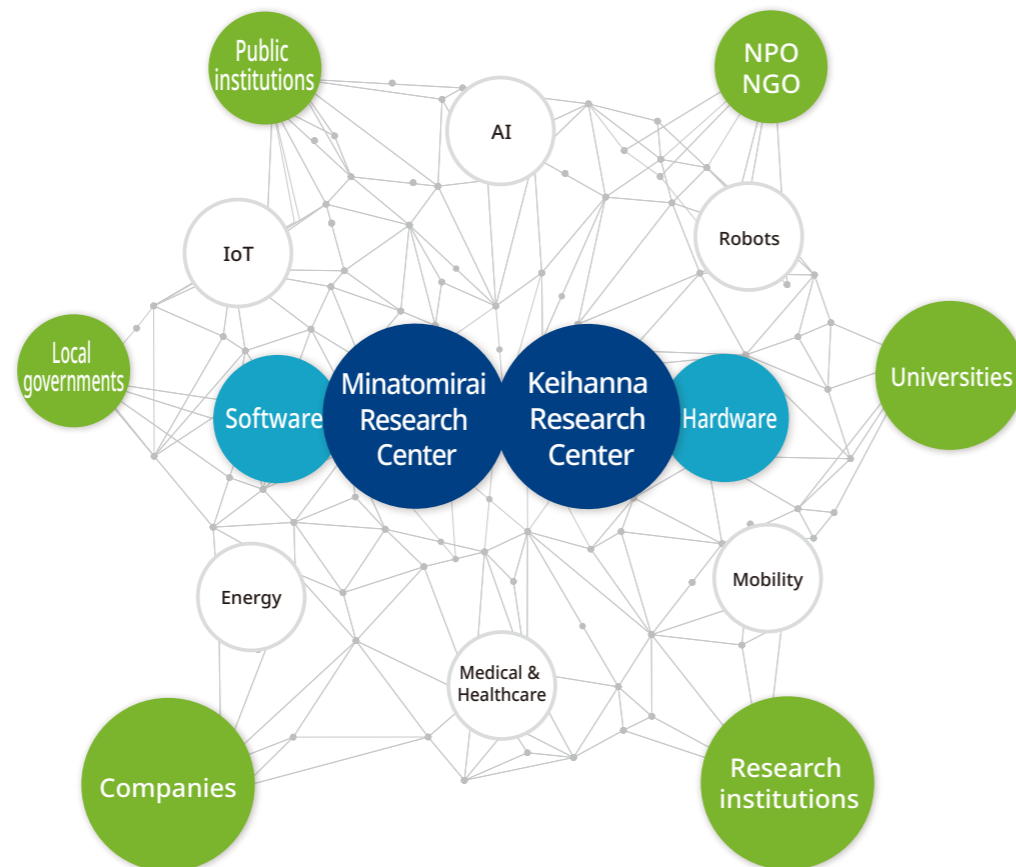 Public
institutions
NPO
NGO
AI
Robots
IoT
Local
governments
Software
Minatomirai
Research
Center
Keihanna
Research
Center
Hardware
Universities
Energy
Mobility
Medical &
Healthcare
Companies
Research
institutions